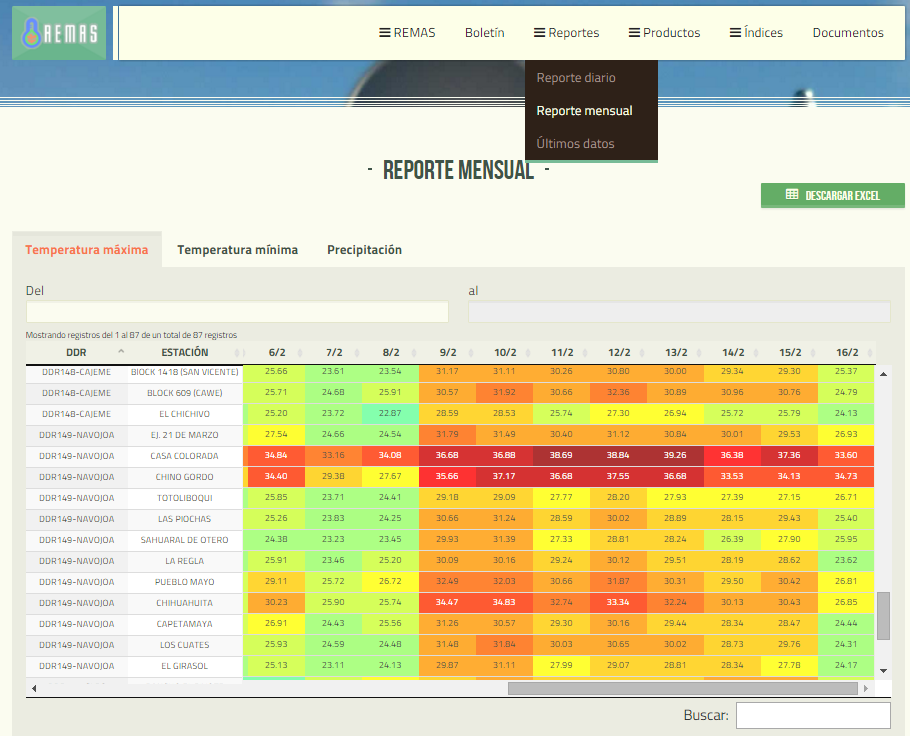 REMAS
REMAS Boletín Reportes Productos Índices Documentos
Reporte diario
Reporte mensual
Últimos datos
- REPORTE MENSUAL -
DESCARGAR EXCEL
Temperatura máxima Temperatura mínima Precipitación
Del al
Mostrando registros del 1 al 87 de un total de 87 registros
DDR ESTACIÓN 6/2 7/2 8/2 9/2 10/2 11/2 12/2 13/2 14/2 15/2 16/2
DDR148-CAJEME BLOCK 1418 (SAN VICENTE) 25.66 23.61 23.54 31.17 31.11 30.26 30.80 30.00 29.34 29.30 25.37
DDR148-CAJEME BLOCK 609 (CAWE) 25.71 24.68 25.91 30.57 31.92 30.66 32.36 30.89 30.96 30.76 24.79
DDR148-CAJEME EL CHICHIVO 25.20 23.72 22.87 28.59 28.53 25.74 27.30 26.94 25.72 25.79 24.13
DDR149-NAVOJOA EJ. 21 DE MARZO 27.54 24.66 24.54 31.79 31.49 30.40 31.12 30.84 30.01 29.53 26.93
DDR149-NAVOJOA CASA COLORADA 34.84 33.16 34.08 36.68 36.88 38.69 38.84 39.26 36.38 37.36 33.60
DDR149-NAVOJOA CHINO GORDO 34.40 29.38 27.67 35.66 37.17 36.68 37.55 36.68 33.53 34.13 34.73
DDR149-NAVOJOA TOTOLIBOQUI 25.85 23.71 24.41 29.18 29.09 27.77 28.20 27.93 27.39 27.15 26.71
DDR149-NAVOJOA LAS PIOCHAS 25.26 23.83 24.25 30.66 31.24 28.59 30.02 28.89 28.15 29.43 25.40
DDR149-NAVOJOA SAHUARAL DE OTERO 24.38 23.23 23.45 29.93 31.39 27.33 28.81 28.24 26.39 27.90 25.95
DDR149-NAVOJOA LA REGLA 25.91 23.46 25.20 30.09 30.16 29.24 30.12 29.51 28.19 28.62 23.62
DDR149-NAVOJOA PUEBLO MAYO 29.11 25.72 26.72 32.49 32.03 30.66 31.87 30.31 29.50 30.42 26.81
DDR149-NAVOJOA CHIHUAHUITA 30.23 25.90 25.74 34.47 34.83 32.74 33.34 32.24 30.13 30.43 26.85
DDR149-NAVOJOA CAPETAMAYA 26.91 24.43 25.56 31.26 30.57 29.30 30.16 29.44 28.34 28.47 24.44
DDR149-NAVOJOA LOS CUATES 25.93 24.59 24.48 31.48 31.84 30.03 30.65 30.02 28.73 29.76 24.31
DDR149-NAVOJOA EL GIRASOL 25.13 23.11 24.13 29.87 31.11 27.99 29.07 28.81 28.34 27.78 24.17
Buscar: